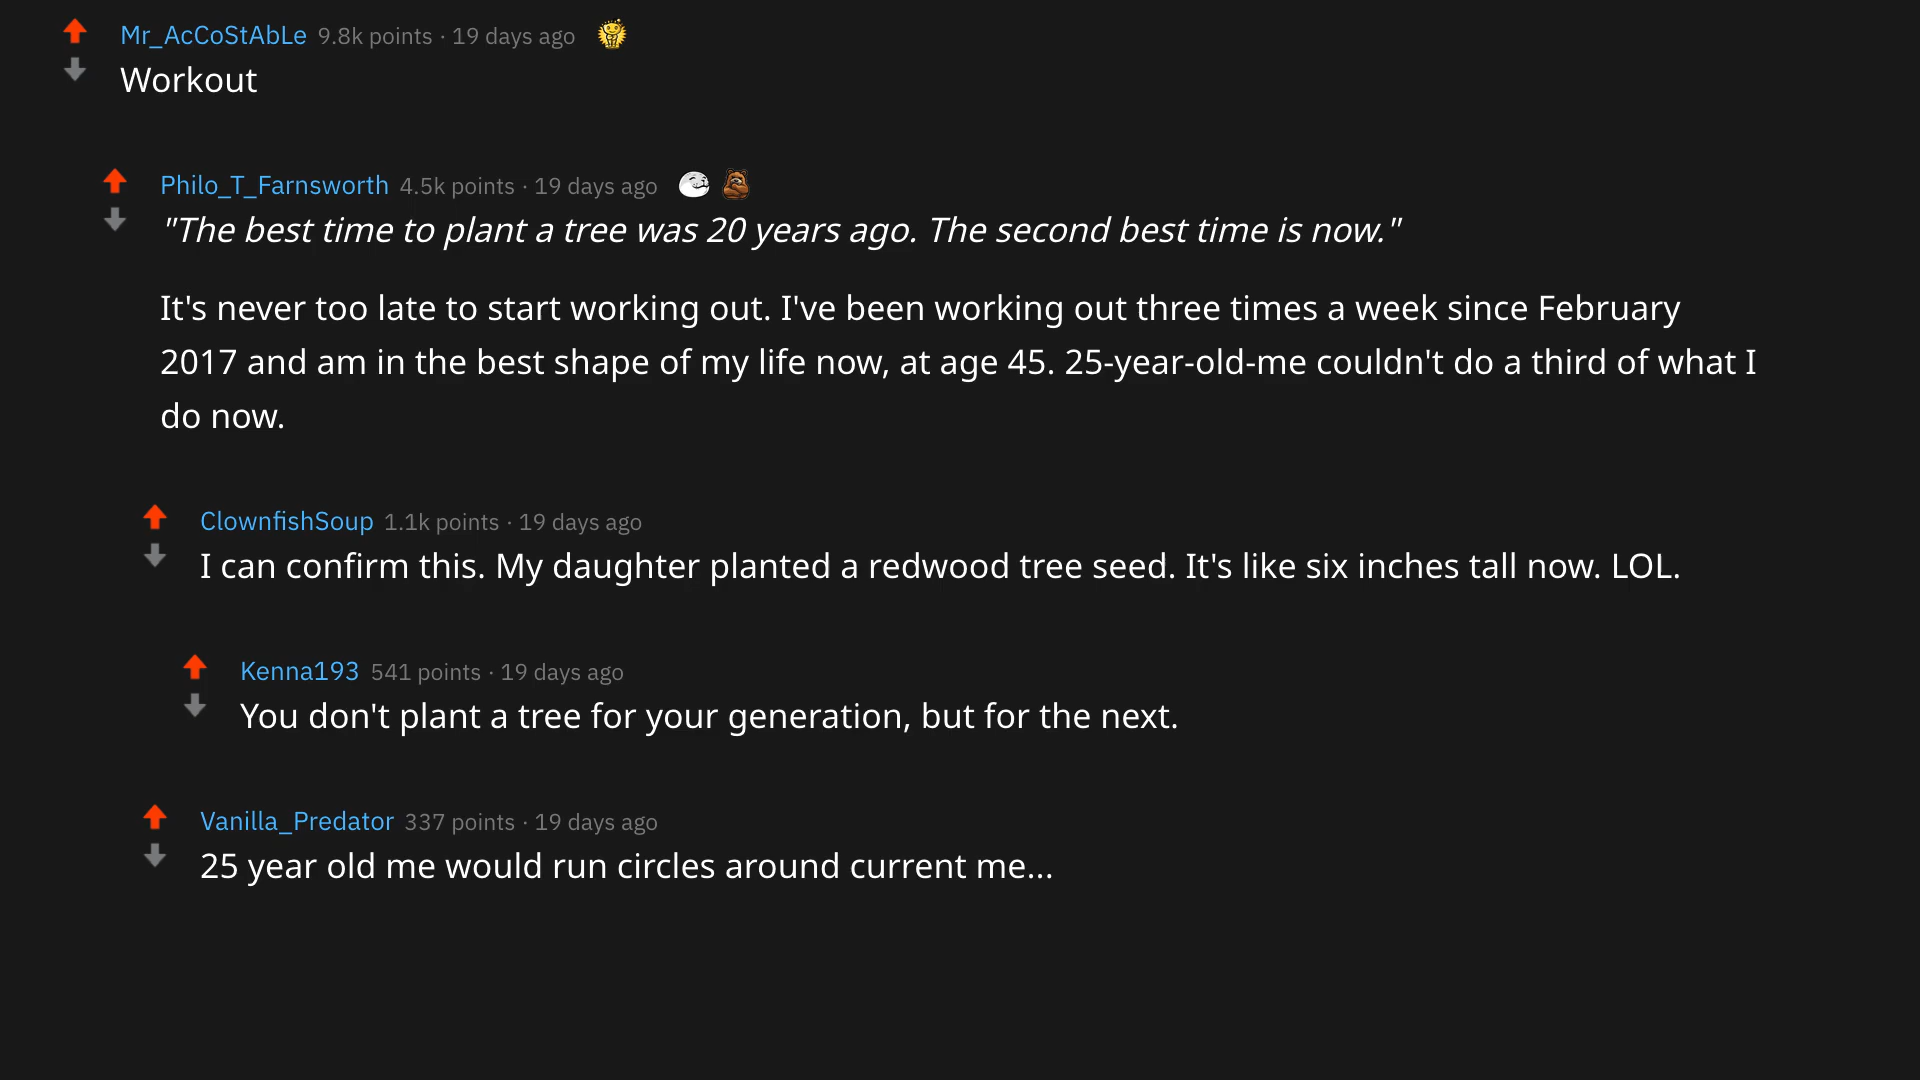 Mr_AcCoStAbLe 9.8k points · 19 days ago
Workout
Philo_T_Farnsworth 4.5k points · 19 days ago
"The best time to plant a tree was 20 years ago. The second best time is now."
It's never too late to start working out. I've been working out three times a week since February
2017 and am in the best shape of my life now, at age 45. 25-year-old-me couldn't do a third of what I
do now.
ClownfishSoup 1.1k points · 19 days ago
I can confirm this. My daughter planted a redwood tree seed. It's like six inches tall now. LOL.
Kenna193 541 points · 19 days ago
You don't plant a tree for your generation, but for the next.
Vanilla_Predator 337 points · 19 days ago
25 year old me would run circles around current me...